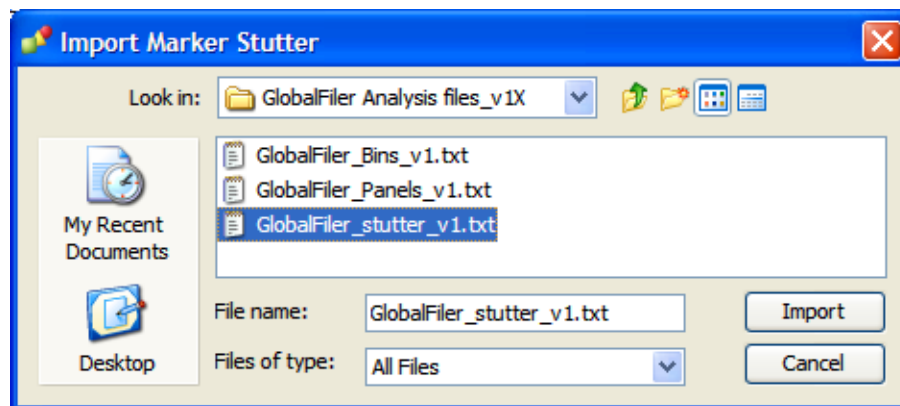 Import Marker Stutter
Look in: GlobalFiler Analysis files_v1X
My Recent
Documents
Desktop
GlobalFiler_Bins_v1.txt
GlobalFiler_Panels_v1.txt
GlobalFiler_stutter_v1.txt
File name: GlobalFiler_stutter_v1.txt Import
Files of type: All Files Cancel